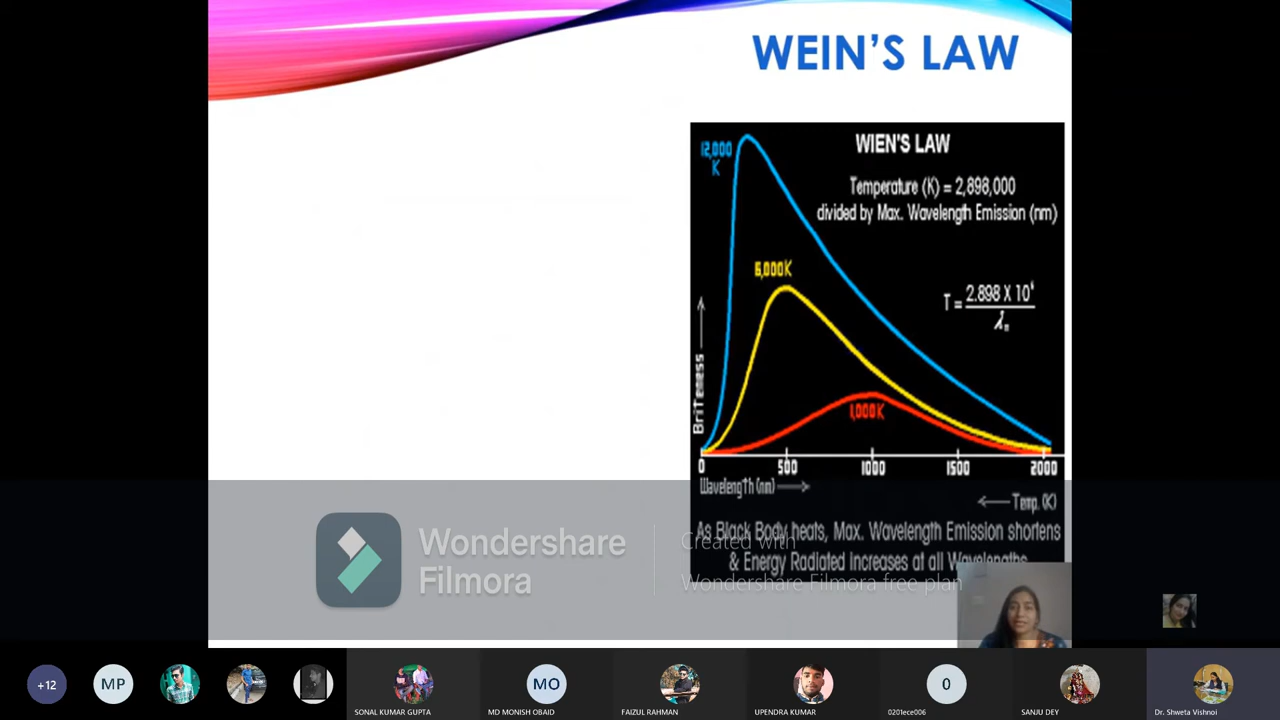 WEIN'S LAW
WIEN'S LAW
12,000
K
Temperature (K) = 2,898,000
divided by Max. Wavelength Emission (nm)
6,000K
T = 2.898 X 10⁶
λₘ
BriTeness
1,000K
0 500 1000 1500 2000
Wavelength (nm)
Temp. (K)
As Black Body heats, Max. Wavelength Emission shortens
& Energy Radiated increases at all Wavelengths
Wondershare
Filmora
Created with
Wondershare Filmora free plan
+12
MP
MO
0
SONAL KUMAR GUPTA
MD MONISH OBAID
FAIZUL RAHMAN
UPENDRA KUMAR
0201ece006
SANJU DEY
Dr. Shweta Vishnoi